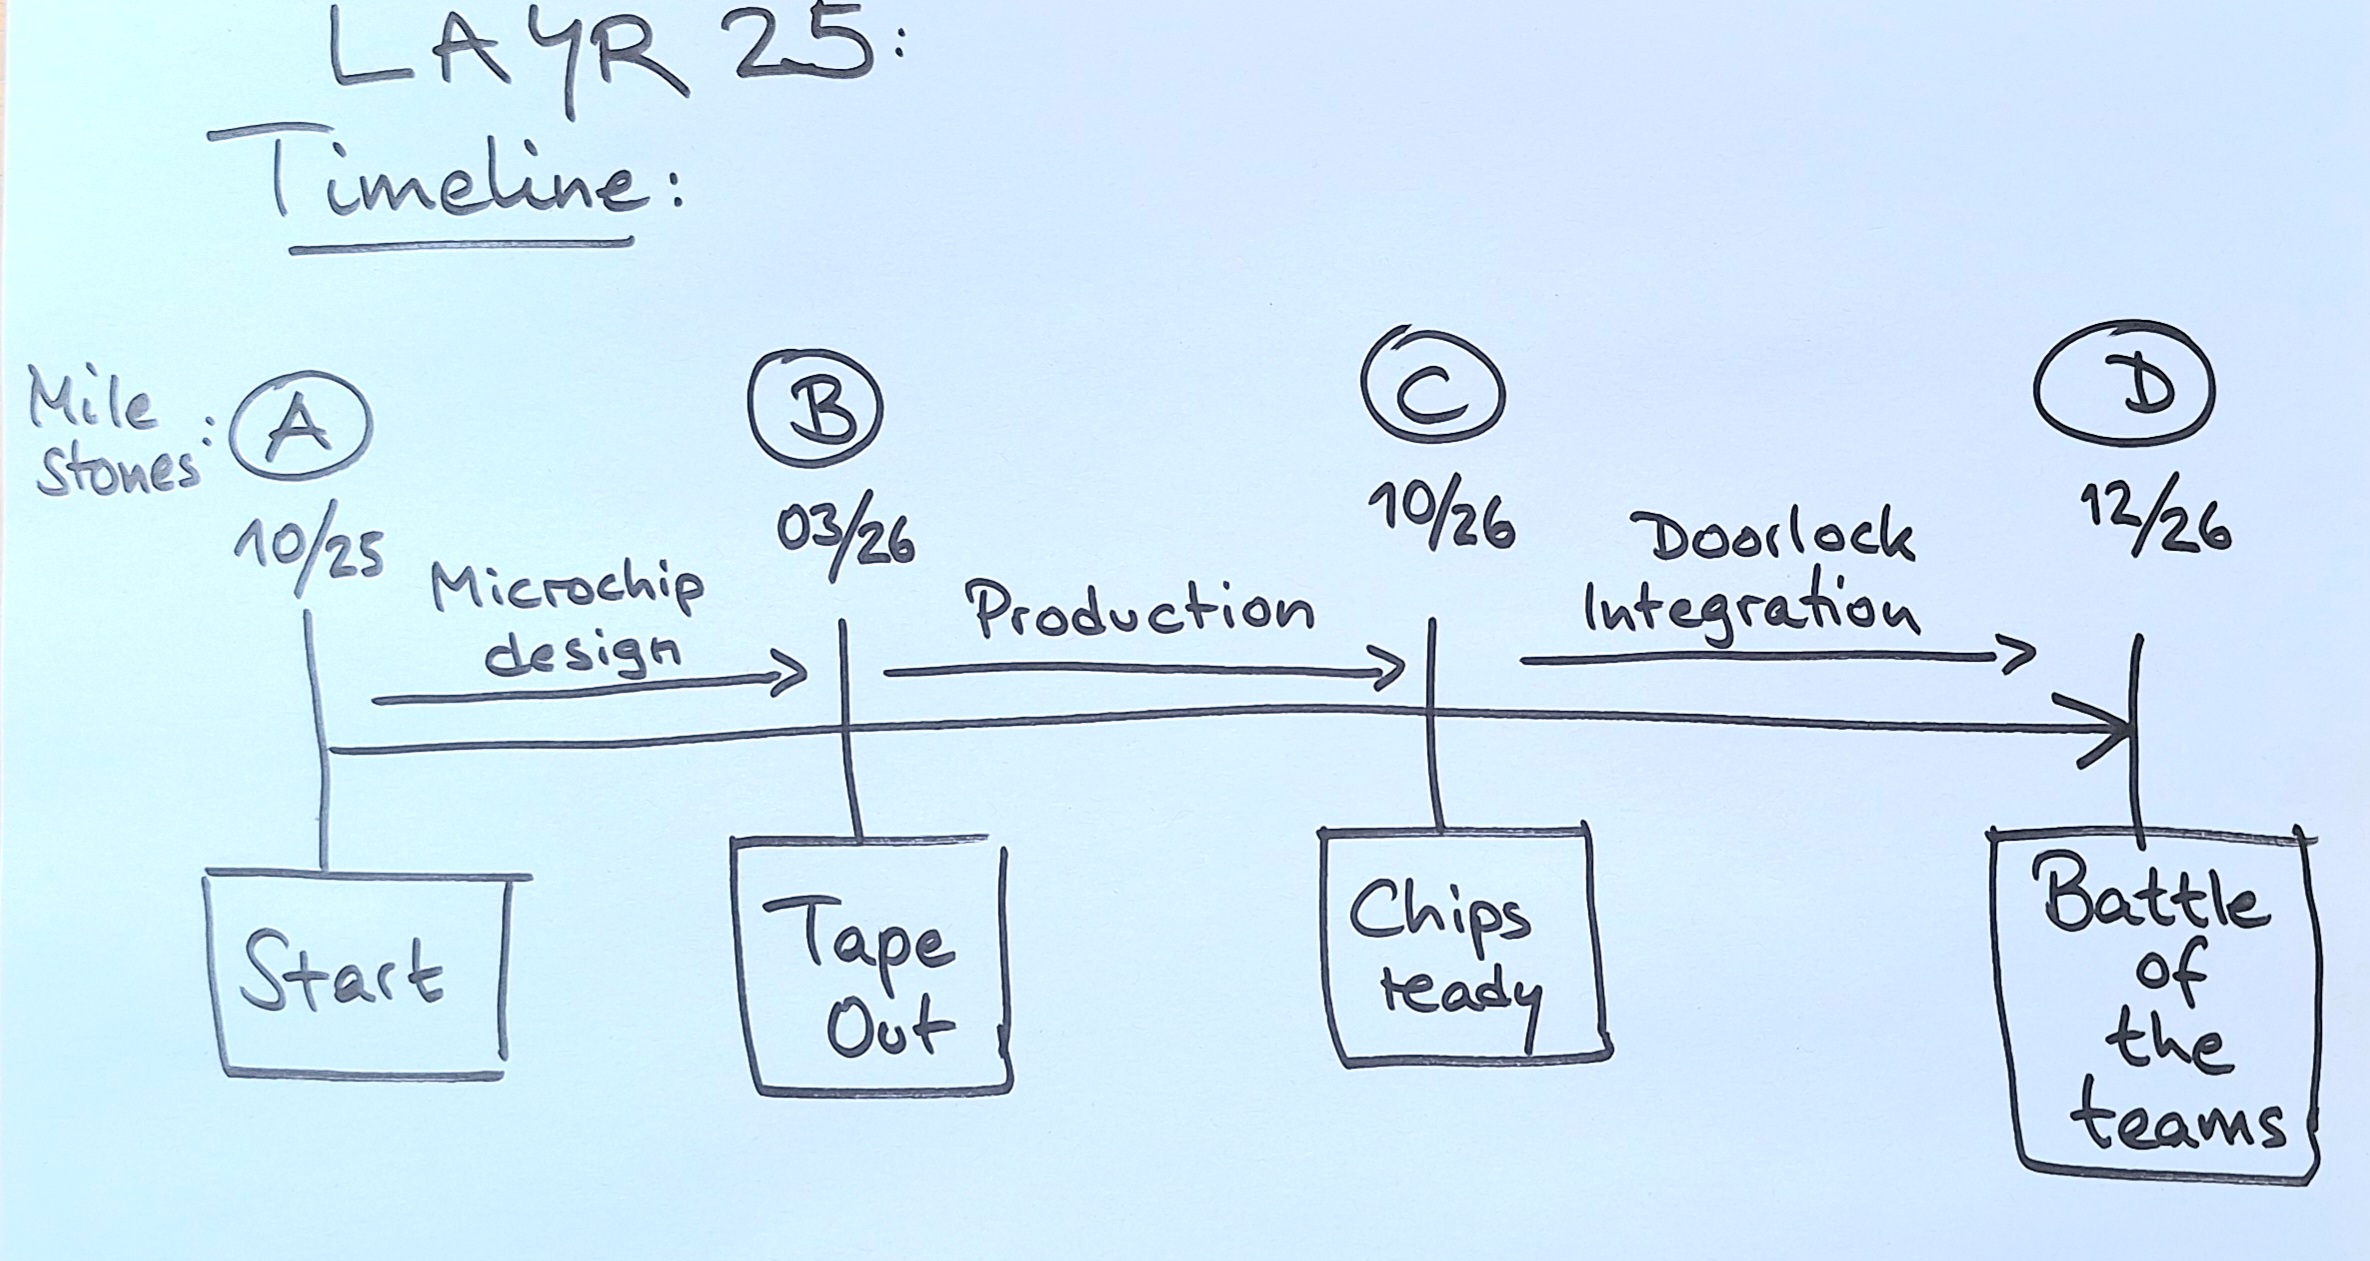 LAYR 25:
Timeline:
Mile
stones:
A
B
C
D
10/25
03/26
10/26
12/26
Microchip
design
Production
Doorlock
Integration
Start
Tape
Out
Chips
ready
Battle
of
the
teams